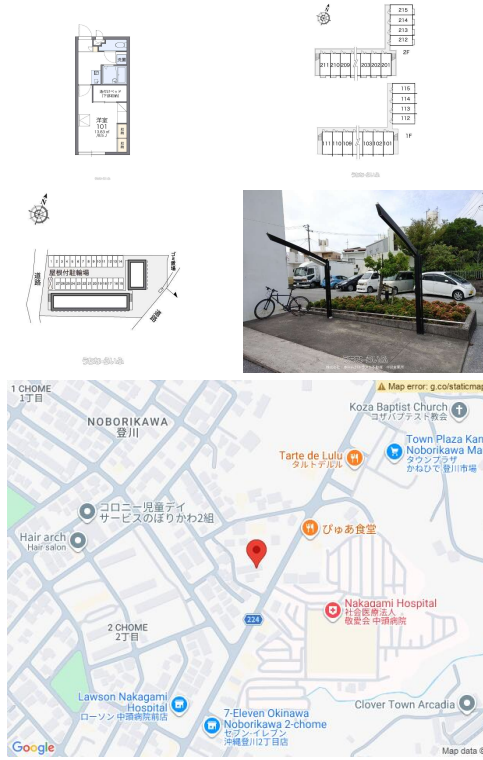 洋室
101
N
215
214
213
212
2F
211 210 209 203 202 201
115
114
113
112
1F
111 110 109 103 102 101
N
屋根付駐輪場
道路
道路
1 CHOME
1丁目
Map error: g.co/staticmap
NOBORIKAWA
登川
Koza Baptist Church
コザバプテスト教会
Town Plaza Kan
Noborikawa Ma
タウンプラザ
かねひで 登川市場
Tarte de Lulu
タルトデルル
コロニー児童デイ
サービスのぼりかわ2組
ぴゅあ食堂
Hair arch
Hair salon
Nakagami Hospital
社会医療法人
敬愛会 中頭病院
224
2 CHOME
2丁目
Lawson Nakagami
Hospital
ローソン 中頭病院前店
7-Eleven Okinawa
Noborikawa 2-chome
セブン-イレブン
沖縄登川2丁目店
Clover Town Arcadia
Google
Map data ©